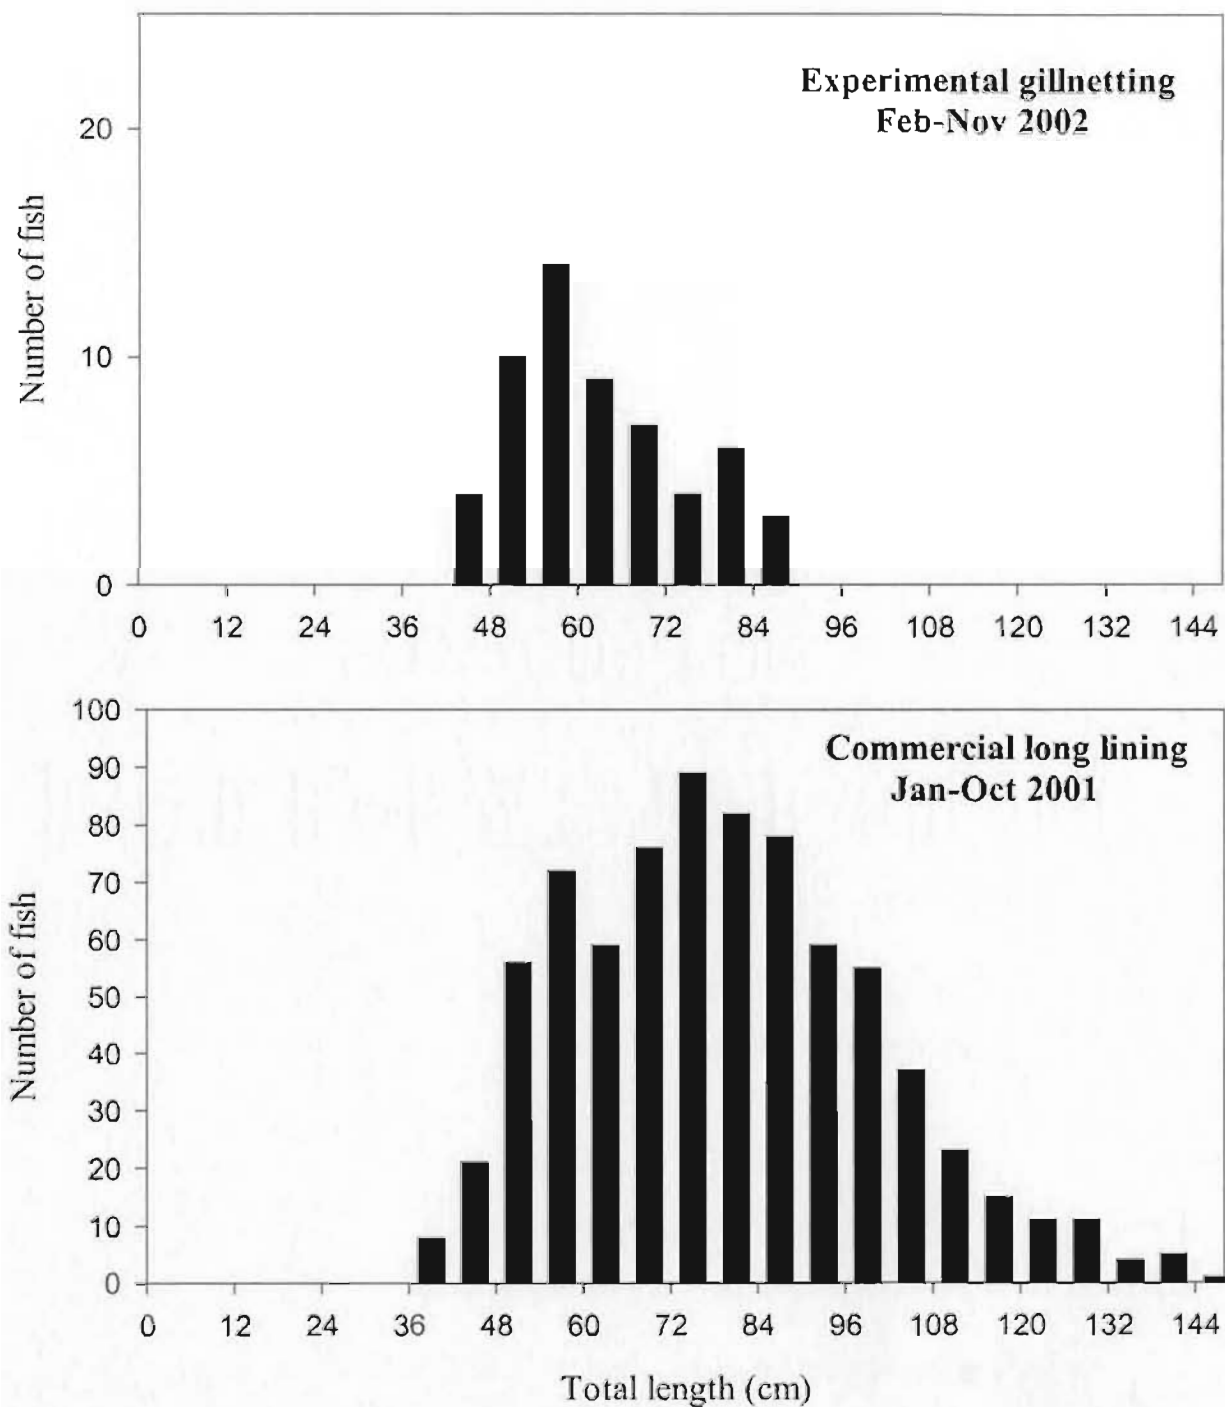 Experimental gillnetting
Feb-Nov 2002
Number of fish
20
10
0
0 12 24 36 48 60 72 84 96 108 120 132 144
Commercial long lining
Jan-Oct 2001
Number of fish
100
90
80
70
60
50
40
30
20
10
0
0 12 24 36 48 60 72 84 96 108 120 132 144
Total length (cm)